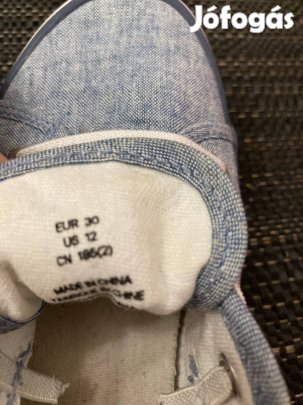 Jófogás
EUR 30
US 12
CN 185(2)
MADE IN CHINA